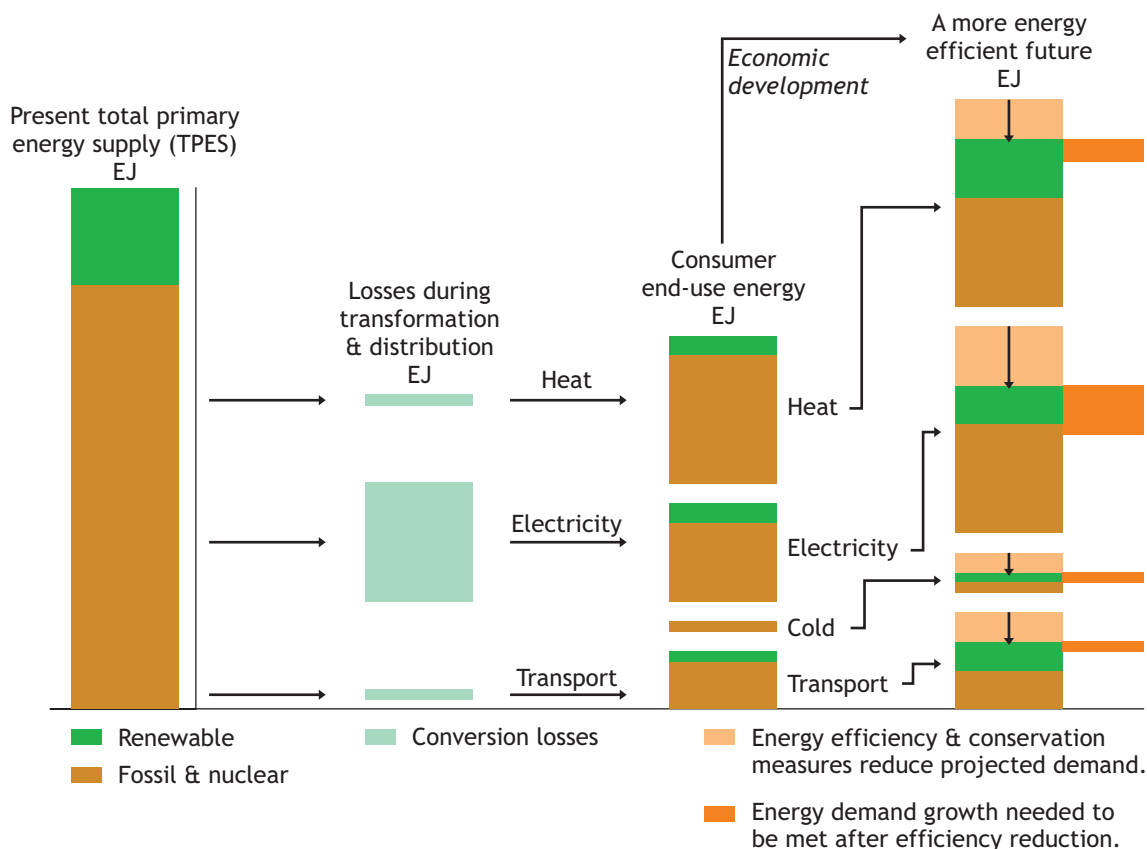 Present total primary
energy supply (TPES)
EJ
Losses during
transformation
& distribution
EJ
Heat
Electricity
Transport
Consumer
end-use energy
EJ
Economic
development
A more energy
efficient future
EJ
Heat
Electricity
Cold
Transport
Renewable
Fossil & nuclear
Conversion losses
Energy efficiency & conservation
measures reduce projected demand.
Energy demand growth needed to
be met after efficiency reduction.